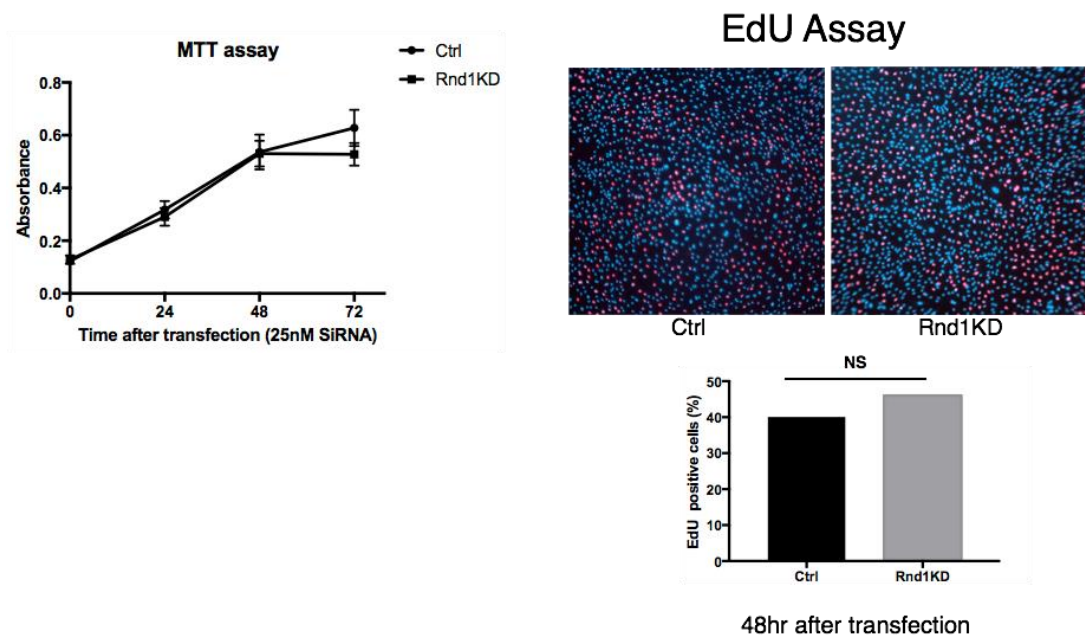 MTT assay
Ctrl
Rnd1KD
0.8
0.6
0.4
0.2
0.0
Absorbance
0 24 48 72
Time after transfection (25nM SiRNA)
EdU Assay
Ctrl Rnd1KD
NS
50
40
30
20
10
0
EdU positive cells (%)
Ctrl Rnd1KD
48hr after transfection